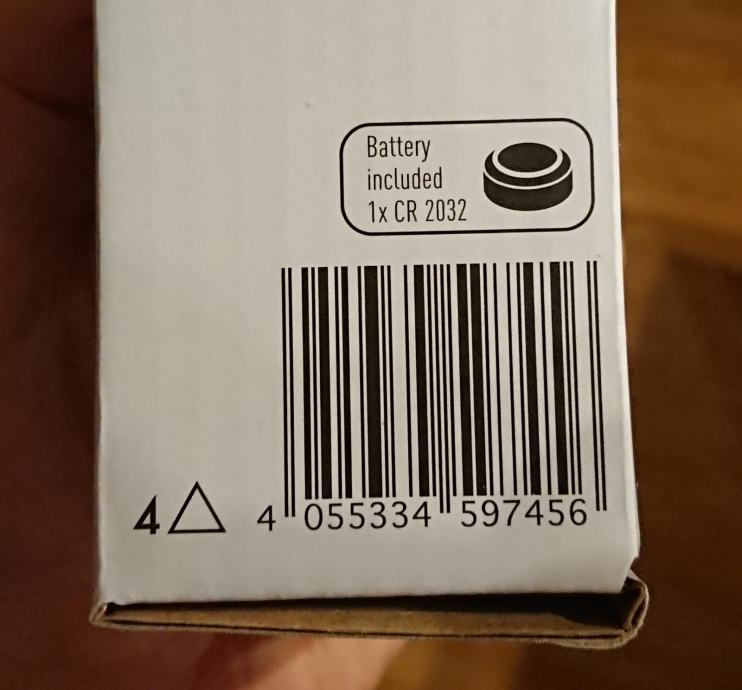 Battery
included
1x CR 2032
4
4 055334 597456